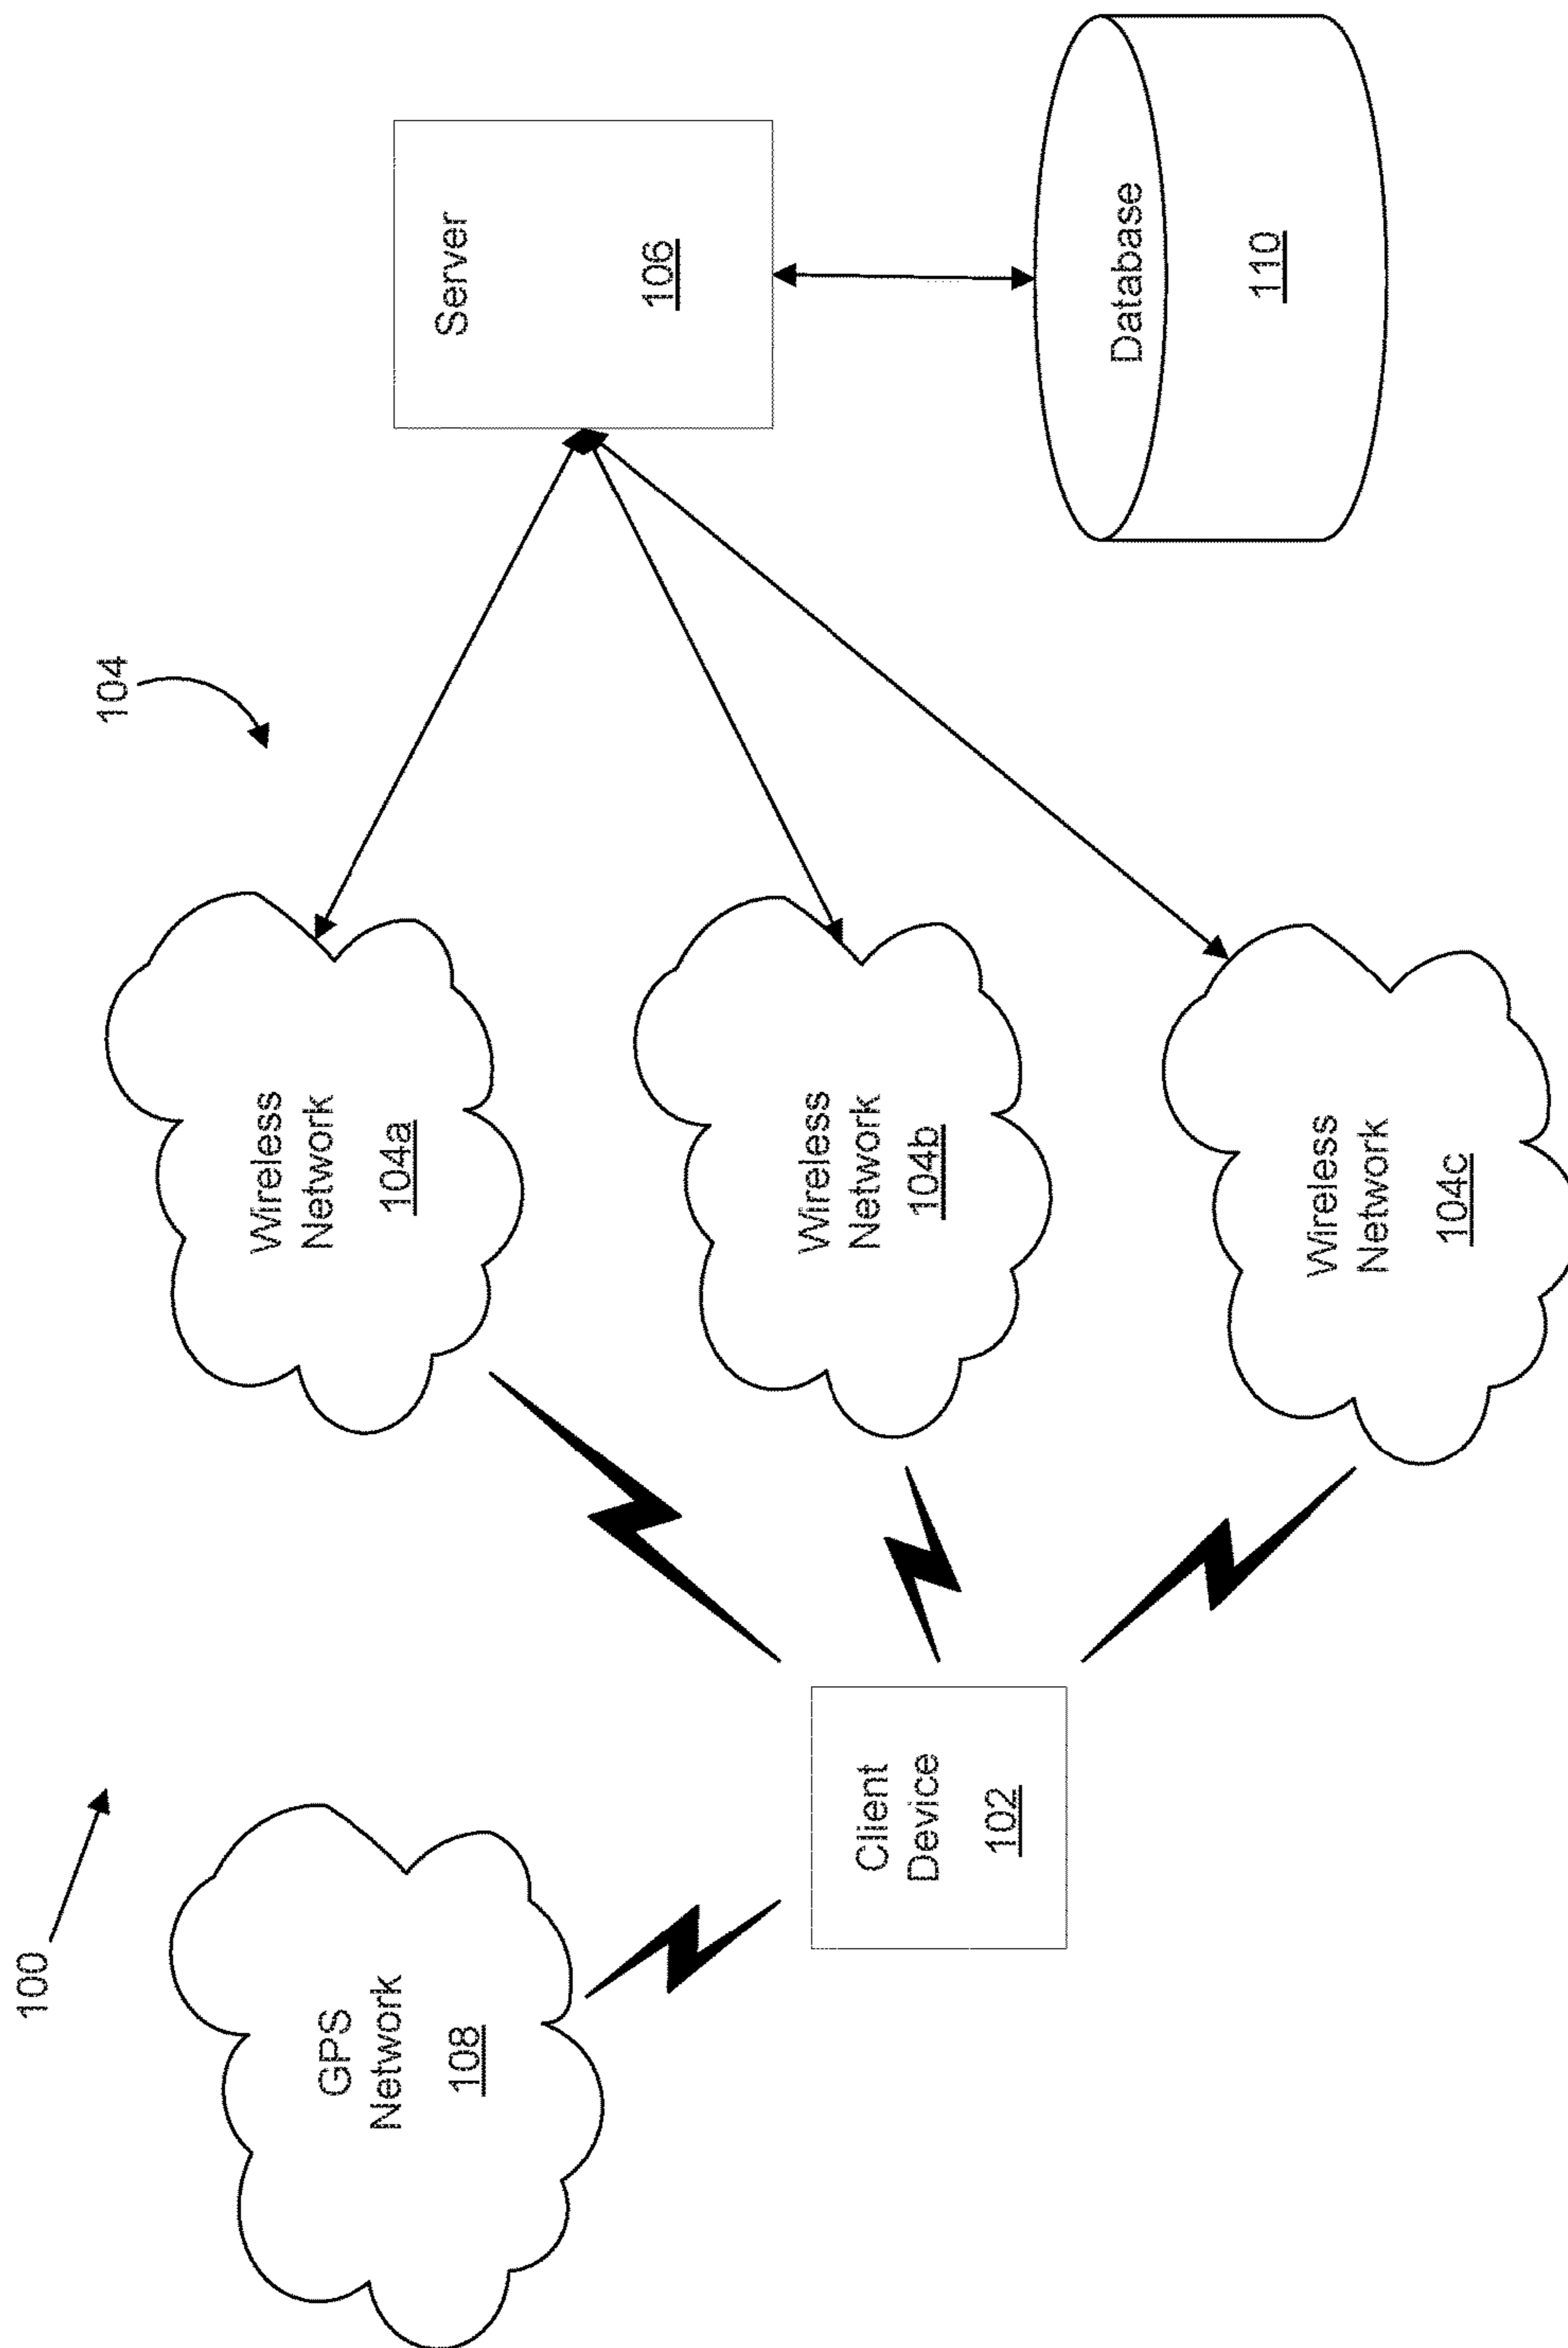 100
104
GPS
Network
108
Client
Device
102
Wireless
Network
104a
Wireless
Network
104b
Wireless
Network
104c
Server
106
Database
110